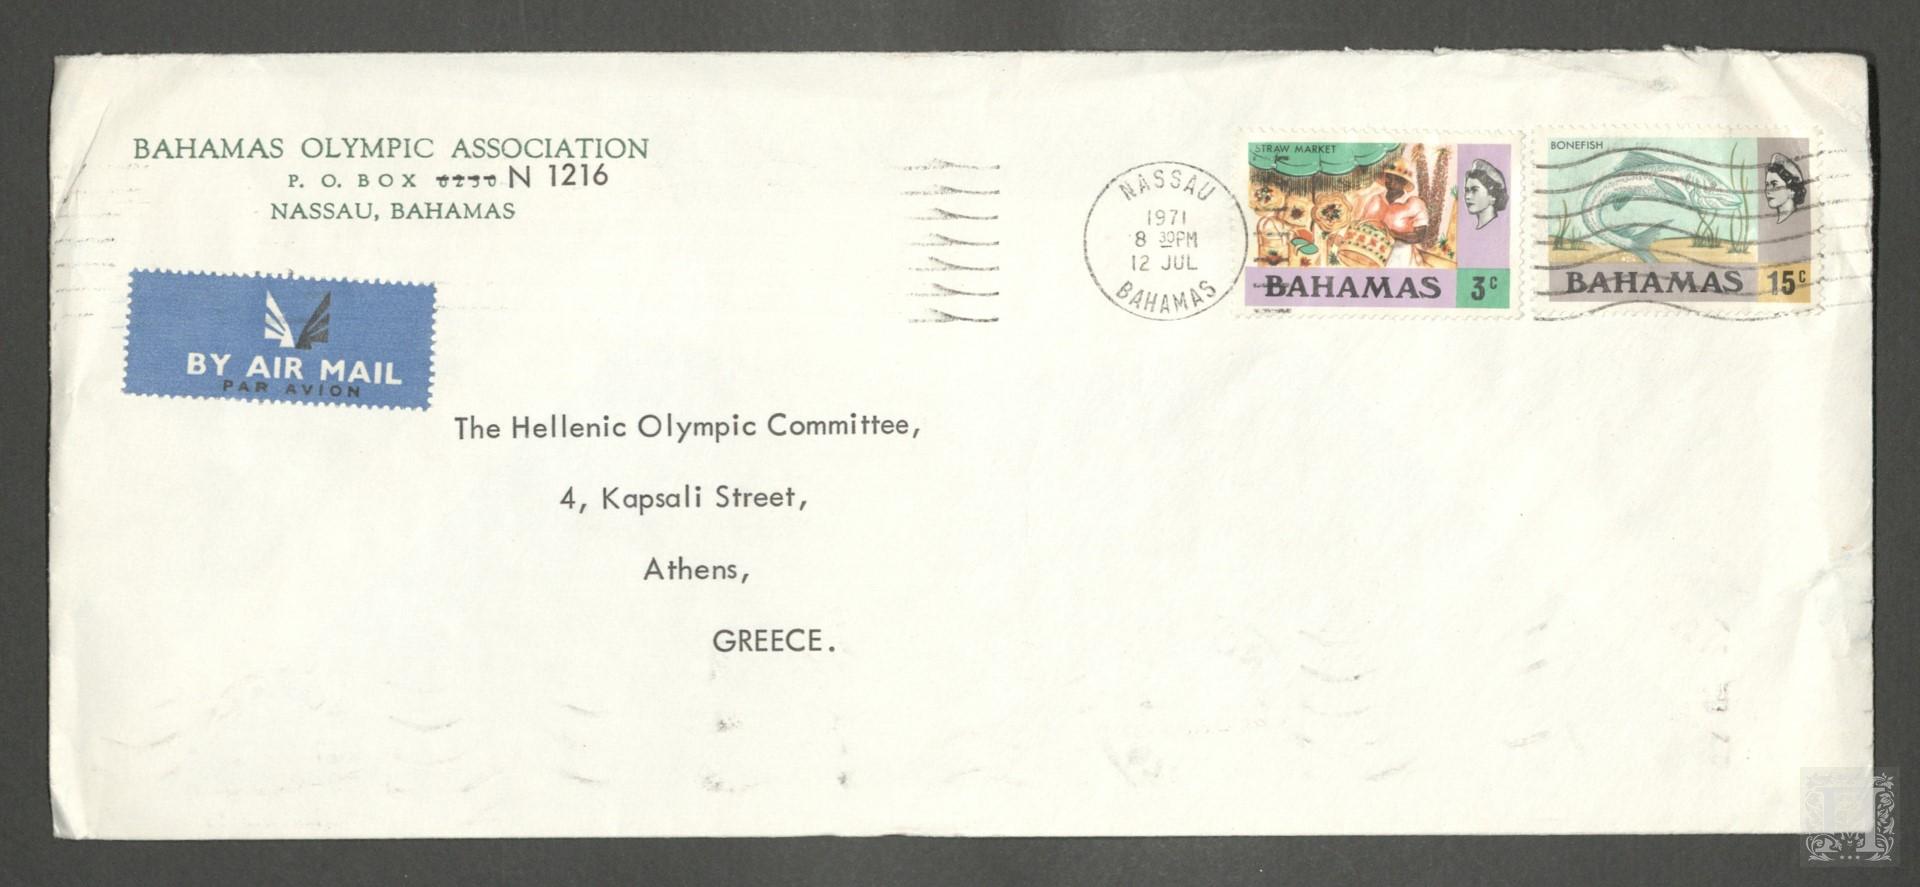 BAHAMAS OLYMPIC ASSOCIATION
P. O. BOX N 1216
NASSAU, BAHAMAS
BY AIR MAIL
PAR AVION
NASSAU
1971
8 30PM
12 JUL
BAHAMAS
STRAW MARKET
BAHAMAS 3c
BONEFISH
BAHAMAS 15c
The Hellenic Olympic Committee,
4, Kapsali Street,
Athens,
GREECE.